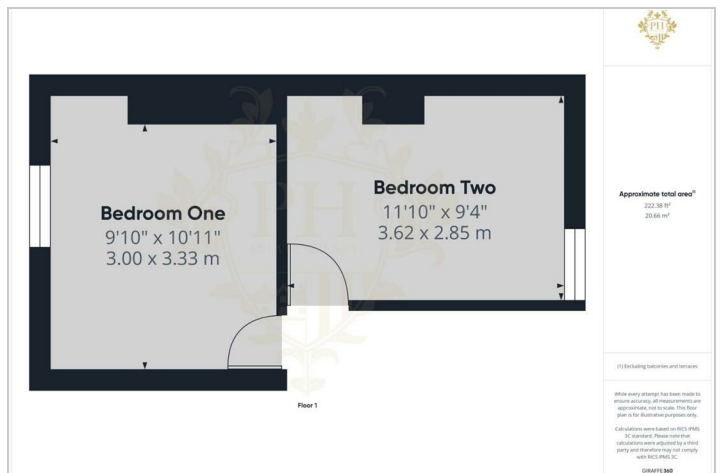 PH
Bedroom One
9'10" x 10'11"
3.00 x 3.33 m
Bedroom Two
11'10" x 9'4"
3.62 x 2.85 m
Floor 1
Approximate total area(1)
222.38 ft²
20.66 m²
(1) Excluding balconies and terraces
While every attempt has been made to
ensure accuracy, all measurements are
approximate, not to scale. This floor
plan is for illustrative purposes only.
Calculations were based on RICS IPMS
3C standard. Please note that
calculations were adjusted by a third
party and therefore may not comply
with RICS IPMS 3C.
GIRAFFE360